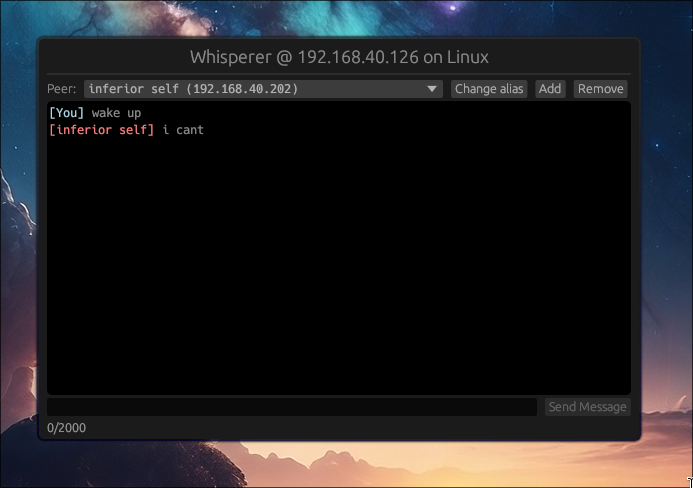 Whisperer @ 192.168.40.126 on Linux
Peer: inferior self (192.168.40.202) Change alias Add Remove
[You] wake up
[inferior self] i cant
Send Message
0/2000